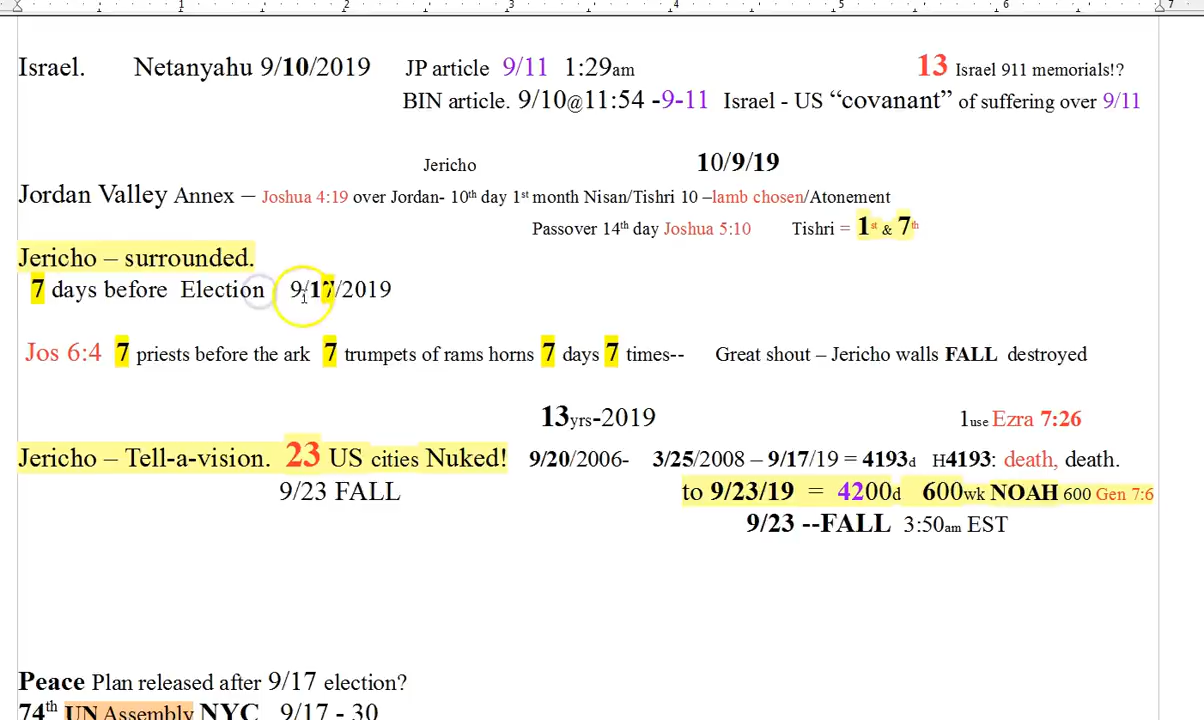 1 2 3 4 5 6 7
Israel. Netanyahu 9/10/2019 JP article 9/11 1:29am 13 Israel 911 memorials!?
BIN article. 9/10@11:54 -9-11 Israel - US “covanant” of suffering over 9/11
Jericho 10/9/19
Jordan Valley Annex – Joshua 4:19 over Jordan- 10th day 1st month Nisan/Tishri 10 –lamb chosen/Atonement
Passover 14th day Joshua 5:10 Tishri = 1st & 7th
Jericho – surrounded.
7 days before Election 9/17/2019
Jos 6:4 7 priests before the ark 7 trumpets of rams horns 7 days 7 times-- Great shout – Jericho walls FALL destroyed
13yrs-2019 1use Ezra 7:26
Jericho – Tell-a-vision. 23 US cities Nuked! 9/20/2006- 3/25/2008 – 9/17/19 = 4193d H4193: death, death.
9/23 FALL to 9/23/19 = 4200d 600wk NOAH 600 Gen 7:6
9/23 --FALL 3:50am EST
Peace Plan released after 9/17 election?
74th UN Assembly NYC 9/17 - 30